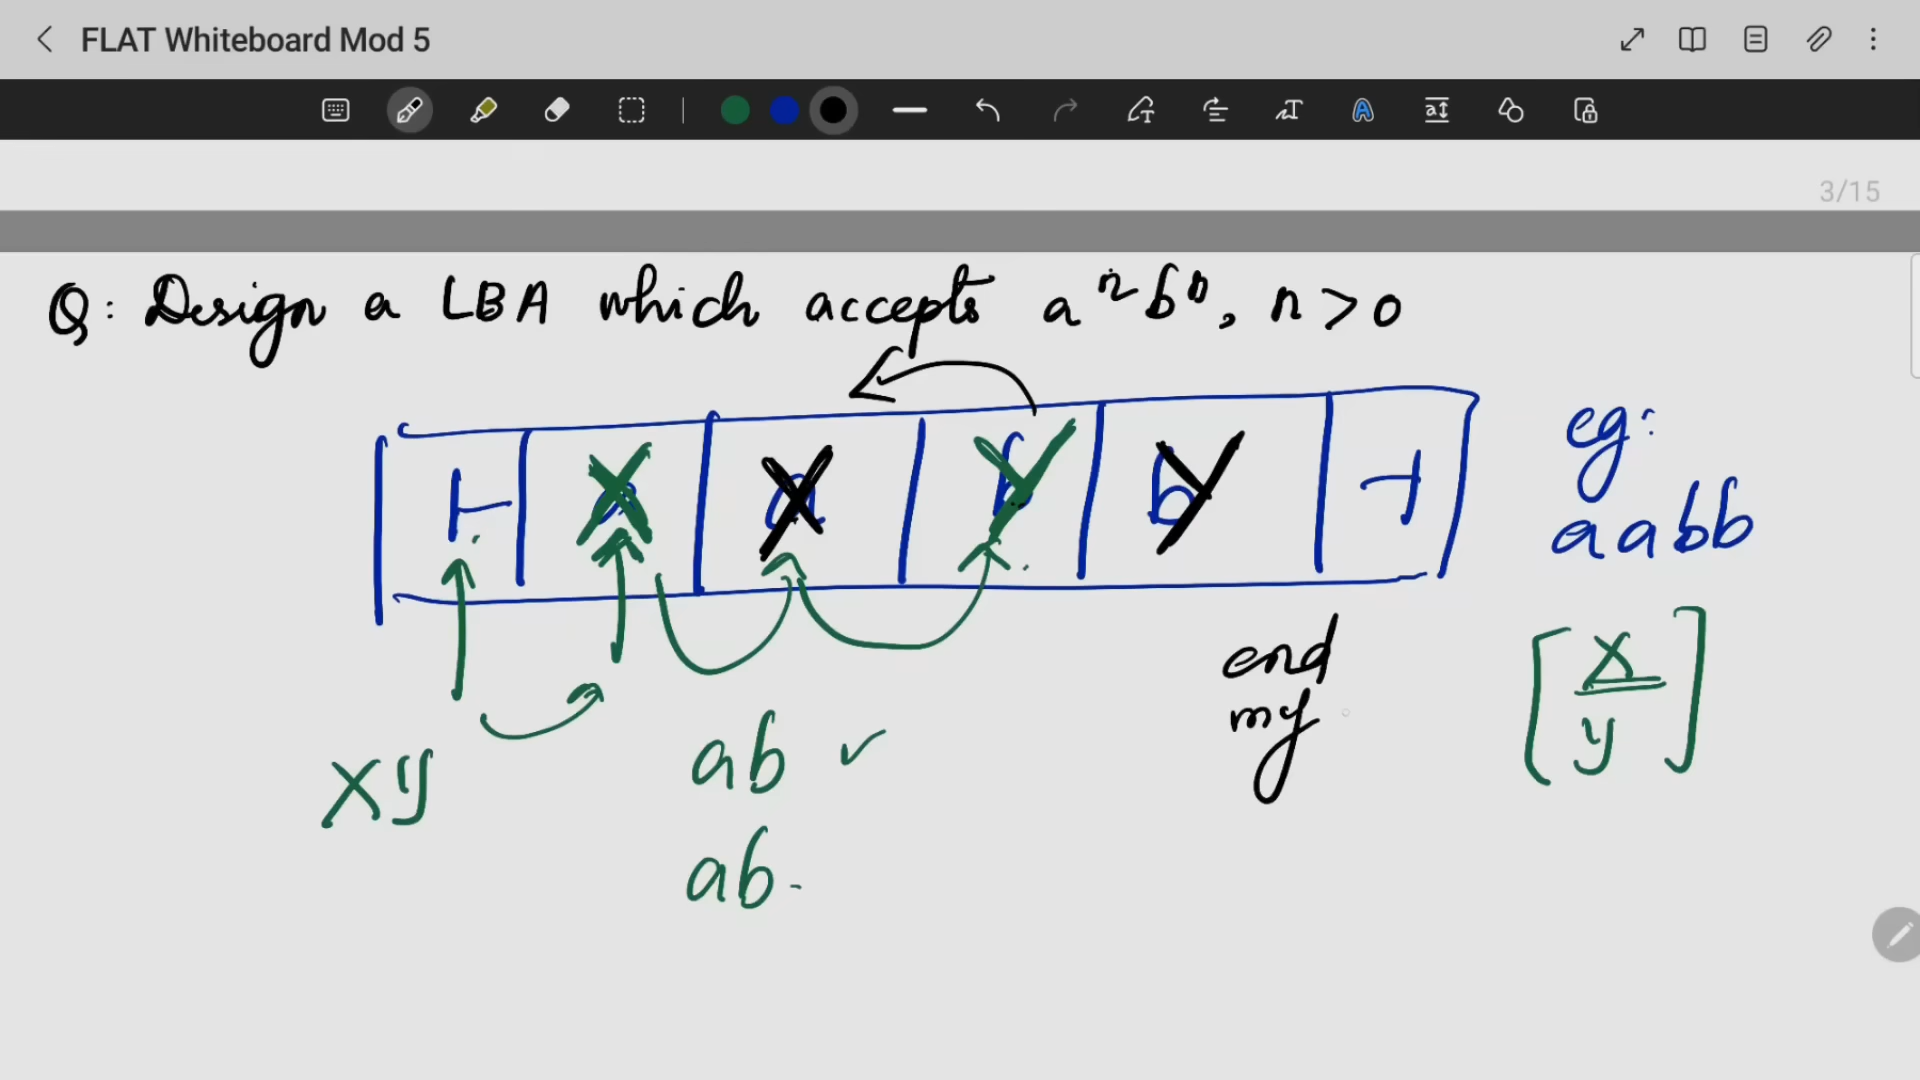 FLAT Whiteboard Mod 5
3/15
Q: Design a LBA which accepts aⁿbⁿ, n > 0
⊢ X X Y Y ⊣
eg:
aabb
[X/y]
end
my
XY
ab ✓
ab -